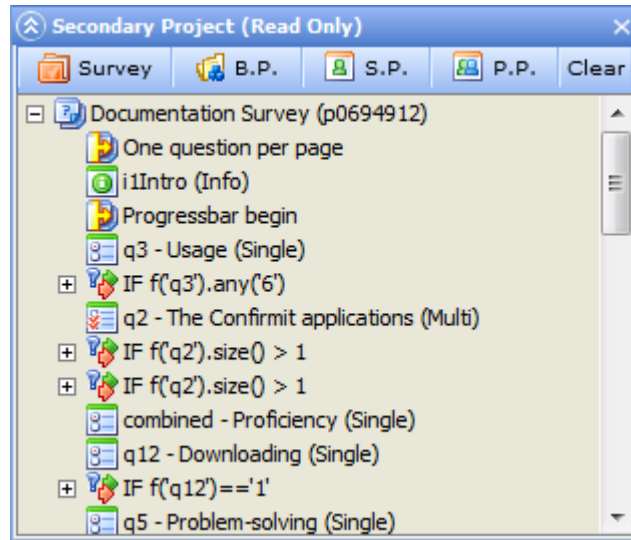 Secondary Project (Read Only)
Survey B.P. S.P. P.P. Clear
Documentation Survey (p0694912)
One question per page
i1Intro (Info)
Progressbar begin
q3 - Usage (Single)
IF f('q3').any('6')
q2 - The Confirmit applications (Multi)
IF f('q2').size() > 1
IF f('q2').size() > 1
combined - Proficiency (Single)
q12 - Downloading (Single)
IF f('q12')=='1'
q5 - Problem-solving (Single)